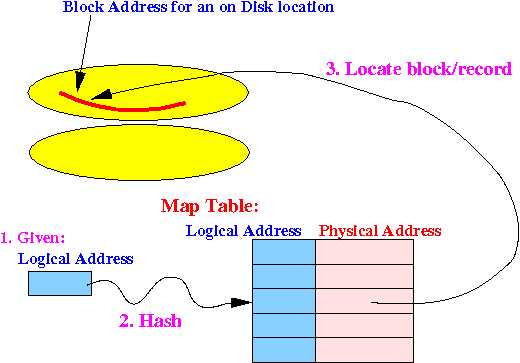 Block Address for an on Disk location
3. Locate block/record
Map Table:
1. Given:
Logical Address
Logical Address Physical Address
2. Hash